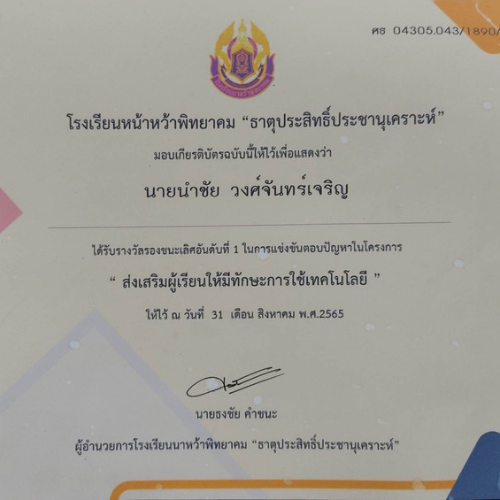 ศธ 04305.043/1890/
โรงเรียนหน้าหว้าพิทยาคม “ธาตุประสิทธิ์ประชานุเคราะห์”
มอบเกียรติบัตรฉบับนี้ให้ไว้เพื่อแสดงว่า
นายนำชัย วงศ์จันทร์เจริญ
ได้รับรางวัลรองชนะเลิศอันดับที่ 1 ในการแข่งขันตอบปัญหาในโครงการ
“ ส่งเสริมผู้เรียนให้มีทักษะการใช้เทคโนโลยี ”
ให้ไว้ ณ วันที่ 31 เดือน สิงหาคม พ.ศ.2565
นายธงชัย คำชนะ
ผู้อำนวยการโรงเรียนนาหว้าพิทยาคม “ธาตุประสิทธิ์ประชานุเคราะห์”